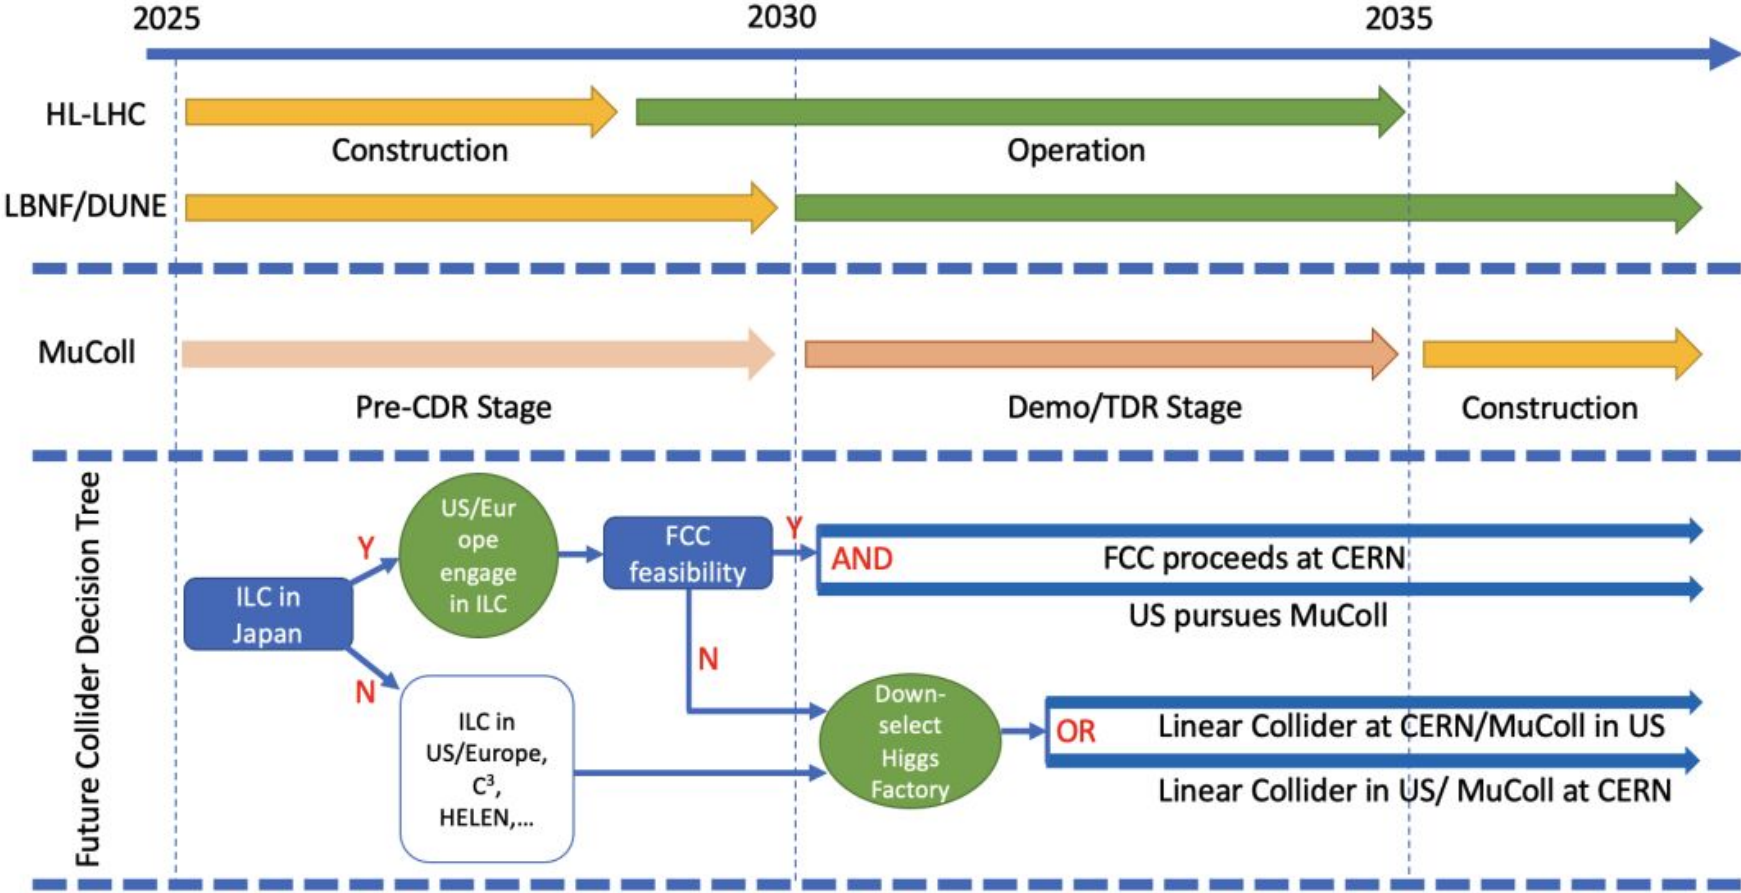 2025
2030
2035
HL-LHC
Construction
Operation
LBNF/DUNE
MuColl
Pre-CDR Stage
Demo/TDR Stage
Construction
Future Collider Decision Tree
ILC in
Japan
Y
N
US/Eur
ope
engage
in ILC
FCC
feasibility
Y
N
AND
FCC proceeds at CERN
US pursues MuColl
ILC in
US/Europe,
C³,
HELEN,...
Down-
select
Higgs
Factory
OR
Linear Collider at CERN/MuColl in US
Linear Collider in US/ MuColl at CERN